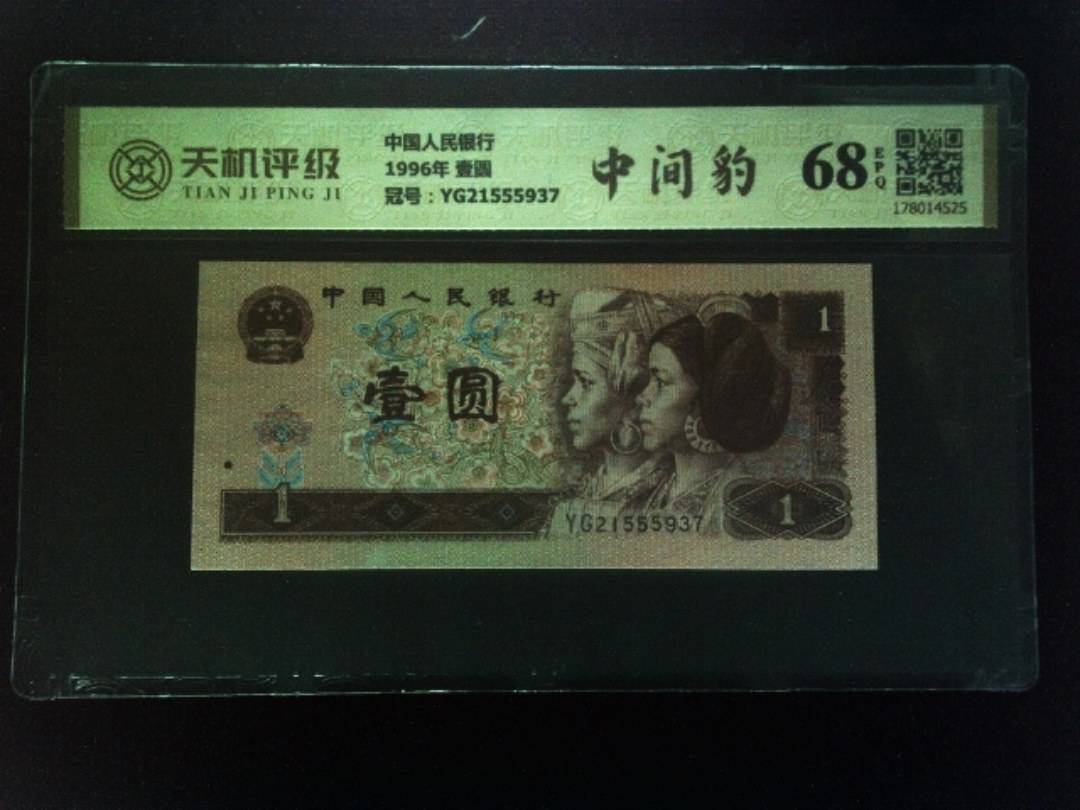 天机评级
TIAN JI PING JI
中国人民银行
1996年 壹圆
冠号：YG21555937
中间豹
68
EPQ
178014525
中国人民银行
1
壹圆
1
YG21555937
1